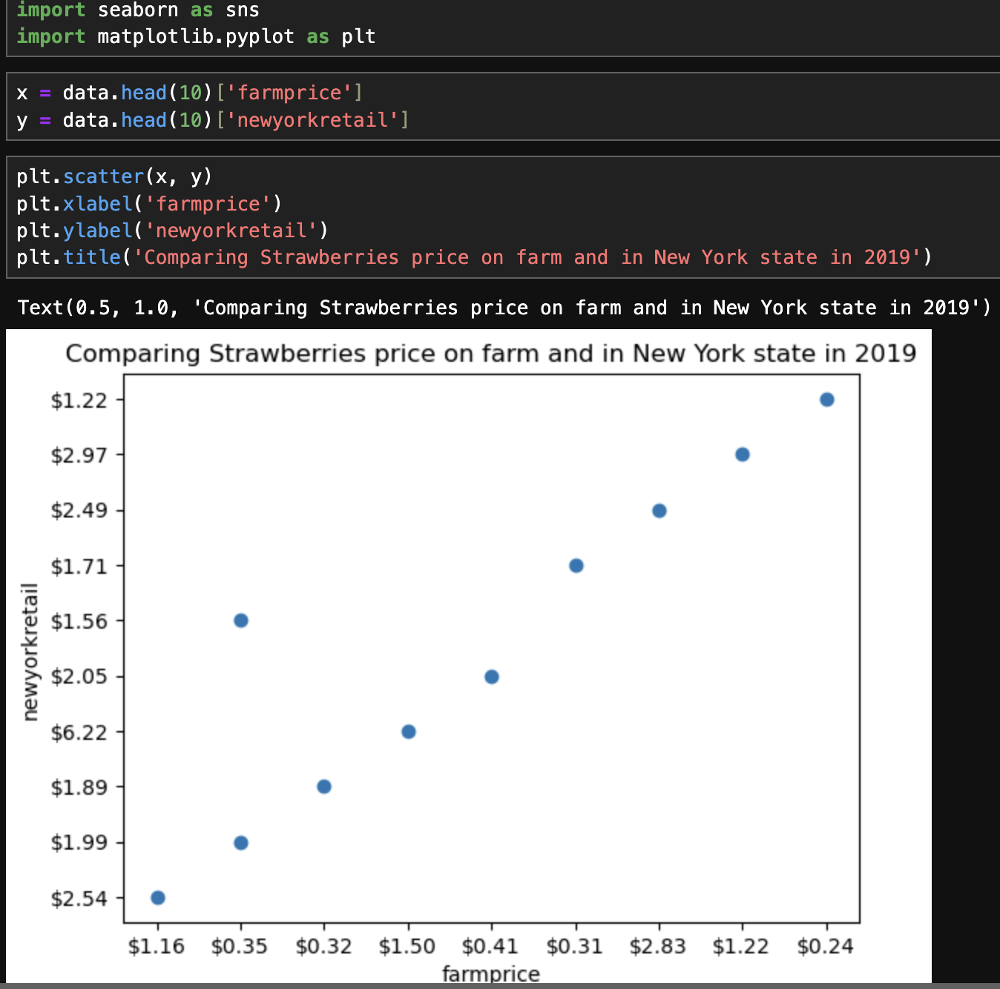 import seaborn as sns
import matplotlib.pyplot as plt
x = data.head(10)['farmprice']
y = data.head(10)['newyorkretail']
plt.scatter(x, y)
plt.xlabel('farmprice')
plt.ylabel('newyorkretail')
plt.title('Comparing Strawberries price on farm and in New York state in 2019')
Text(0.5, 1.0, 'Comparing Strawberries price on farm and in New York state in 2019')
Comparing Strawberries price on farm and in New York state in 2019
newyorkretail
$1.22
$2.97
$2.49
$1.71
$1.56
$2.05
$6.22
$1.89
$1.99
$2.54
$1.16 $0.35 $0.32 $1.50 $0.41 $0.31 $2.83 $1.22 $0.24
farmprice